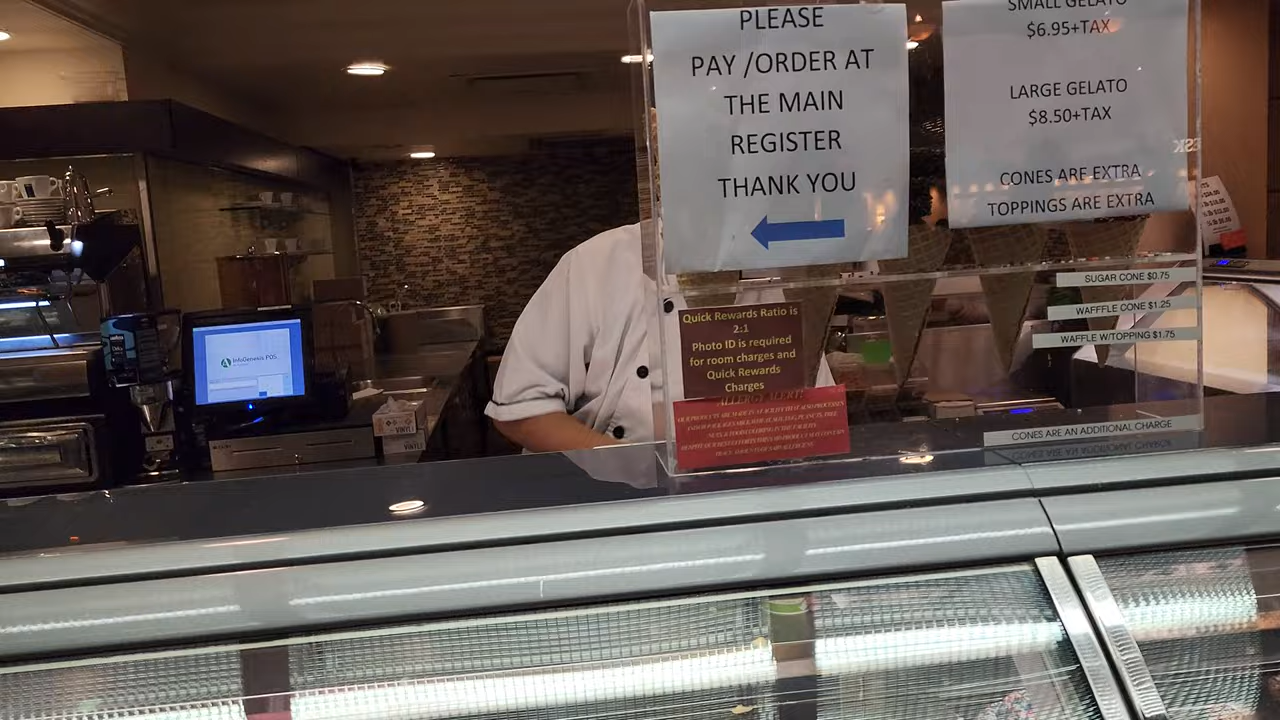 PLEASE
PAY /ORDER AT
THE MAIN
REGISTER
THANK YOU
SMALL GELATO
$6.95+TAX
LARGE GELATO
$8.50+TAX
CONES ARE EXTRA
TOPPINGS ARE EXTRA
SUGAR CONE $0.75
WAFFFLE CONE $1.25
WAFFLE W/TOPPING $1.75
CONES ARE AN ADDITIONAL CHARGE
Quick Rewards Ratio is
2:1
Photo ID is required
for room charges and
Quick Rewards
Charges
ALLERGY ALERT!
InfoGenesis POS
VINYL